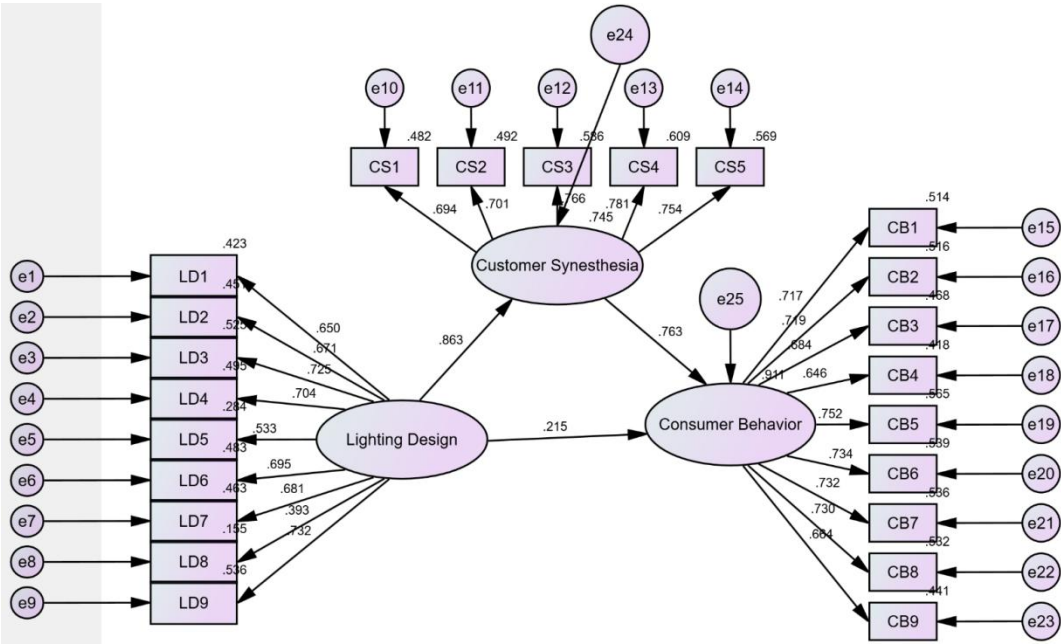 e24
e10
e11
e12
e13
e14
.482
.492
.586
.609
.569
CS1
CS2
CS3
CS4
CS5
.694
.701
.766
.781
.754
.745
Customer Synesthesia
.863
.763
.215
e1
e2
e3
e4
e5
e6
e7
e8
e9
.423
LD1
LD2
.525
LD3
.495
LD4
.284
LD5
.483
LD6
.463
LD7
.155
LD8
.536
LD9
.650
.671
.725
.704
.533
.695
.681
.393
.732
Lighting Design
e25
.911
Consumer Behavior
.717
.719
.684
.646
.752
.734
.732
.730
.664
.514
CB1
.516
CB2
.468
CB3
.418
CB4
.565
CB5
.539
CB6
.536
CB7
.532
CB8
.441
CB9
e15
e16
e17
e18
e19
e20
e21
e22
e23